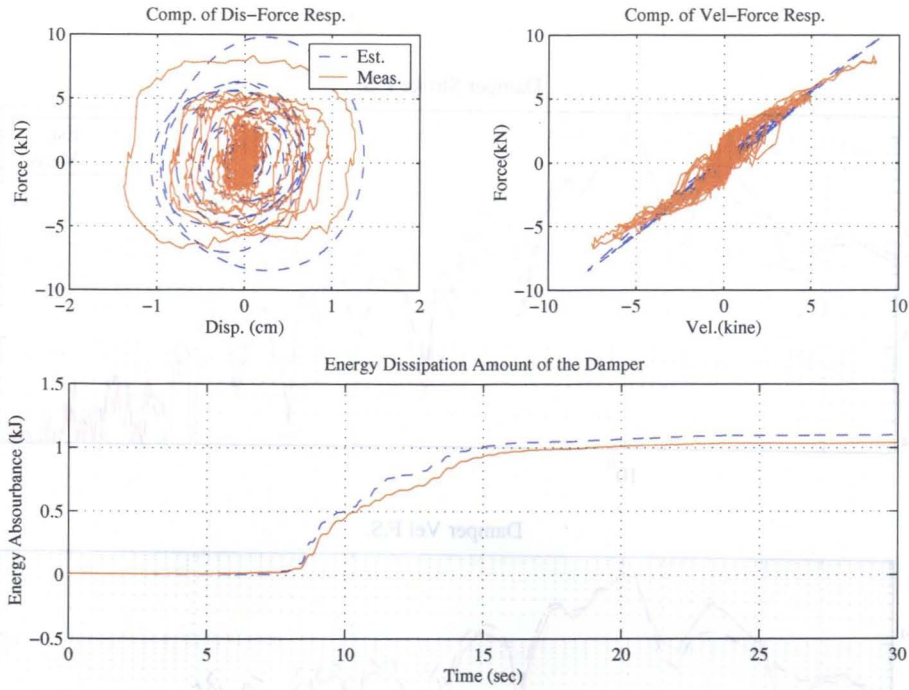 Comp. of Dis−Force Resp.
Est.
Meas.
10
5
0
−5
−10
Force (kN)
−2
−1
0
1
2
Disp. (cm)
Comp. of Vel−Force Resp.
10
5
0
−5
−10
Force(kN)
−10
−5
0
5
10
Vel.(kine)
Energy Dissipation Amount of the Damper
1.5
1
0.5
0
−0.5
Energy Absourbance (kJ)
0
5
10
15
20
25
30
Time (sec)
Damper Vel F.S.